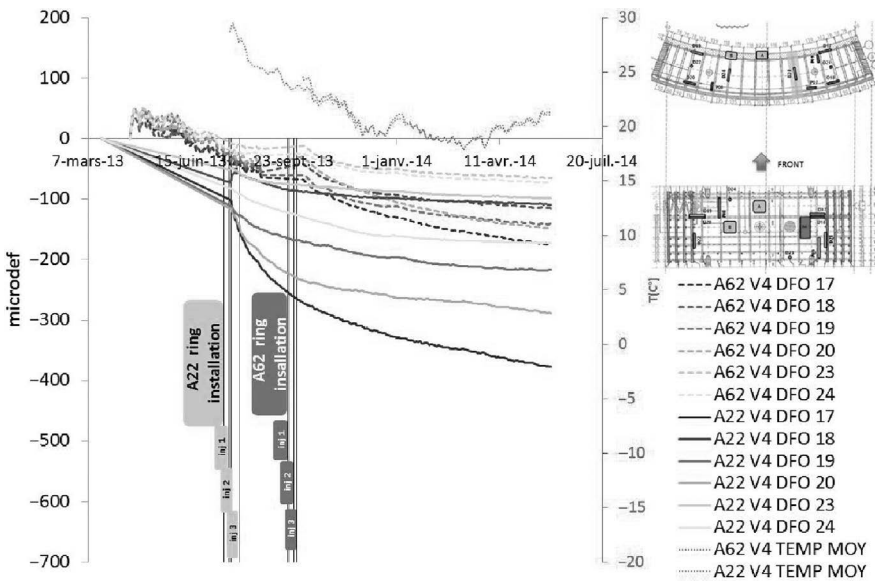 200
100
0
−100
−200
−300
−400
−500
−600
−700
microdef
7-mars-13
15-juin-13
23-sept.-13
1-janv.-14
11-avr.-14
20-juil.-14
30
25
20
15
10
5
0
−5
−10
−15
−20
T[C°]
A22 ring
installation
A62 ring
insallation
inj 1
inj 2
inj 3
inj 1
inj 2
inj 3
B
A
FRONT
A
B
A62 V4 DFO 17
A62 V4 DFO 18
A62 V4 DFO 19
A62 V4 DFO 20
A62 V4 DFO 23
A62 V4 DFO 24
A22 V4 DFO 17
A22 V4 DFO 18
A22 V4 DFO 19
A22 V4 DFO 20
A22 V4 DFO 23
A22 V4 DFO 24
A62 V4 TEMP MOY
A22 V4 TEMP MOY